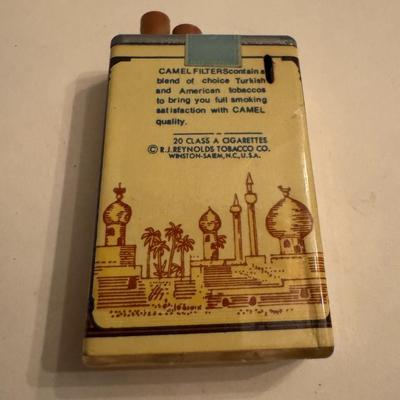 CAMEL FILTERS contain a
blend of choice Turkish
and American tobaccos
to bring you full smoking
satisfaction with CAMEL
quality.
20 CLASS A CIGARETTES
© R.J. REYNOLDS TOBACCO CO.
WINSTON-SALEM, N.C., U.S.A.